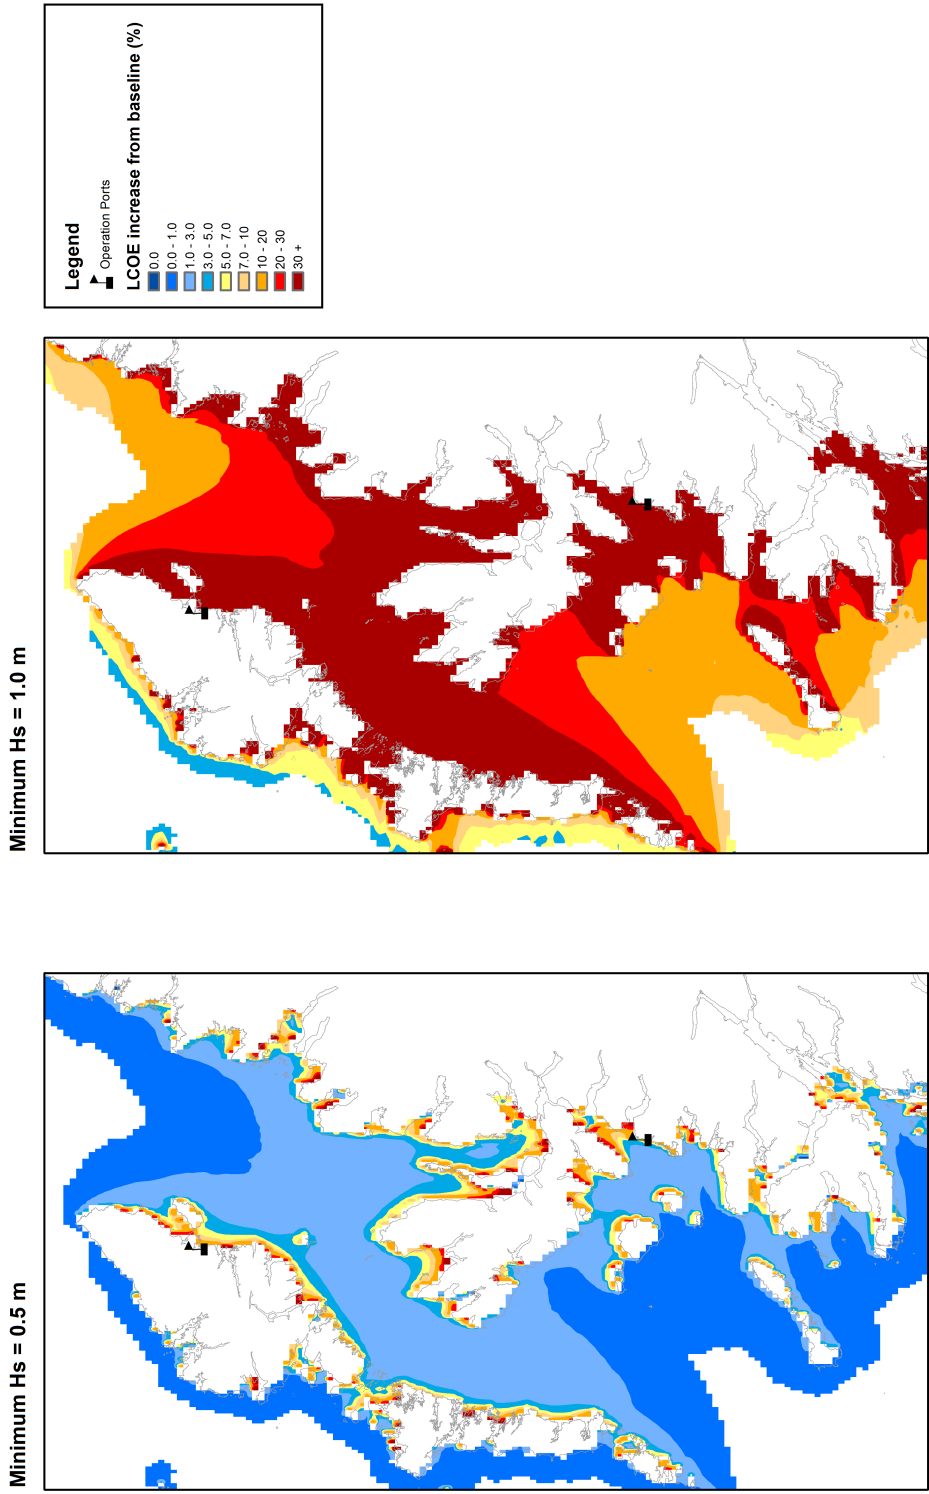 Minimum Hs = 0.5 m
Minimum Hs = 1.0 m
Legend
Operation Ports
LCOE increase from baseline (%)
0.0
0.0 - 1.0
1.0 - 3.0
3.0 - 5.0
5.0 - 7.0
7.0 - 10
10 - 20
20 - 30
30 +